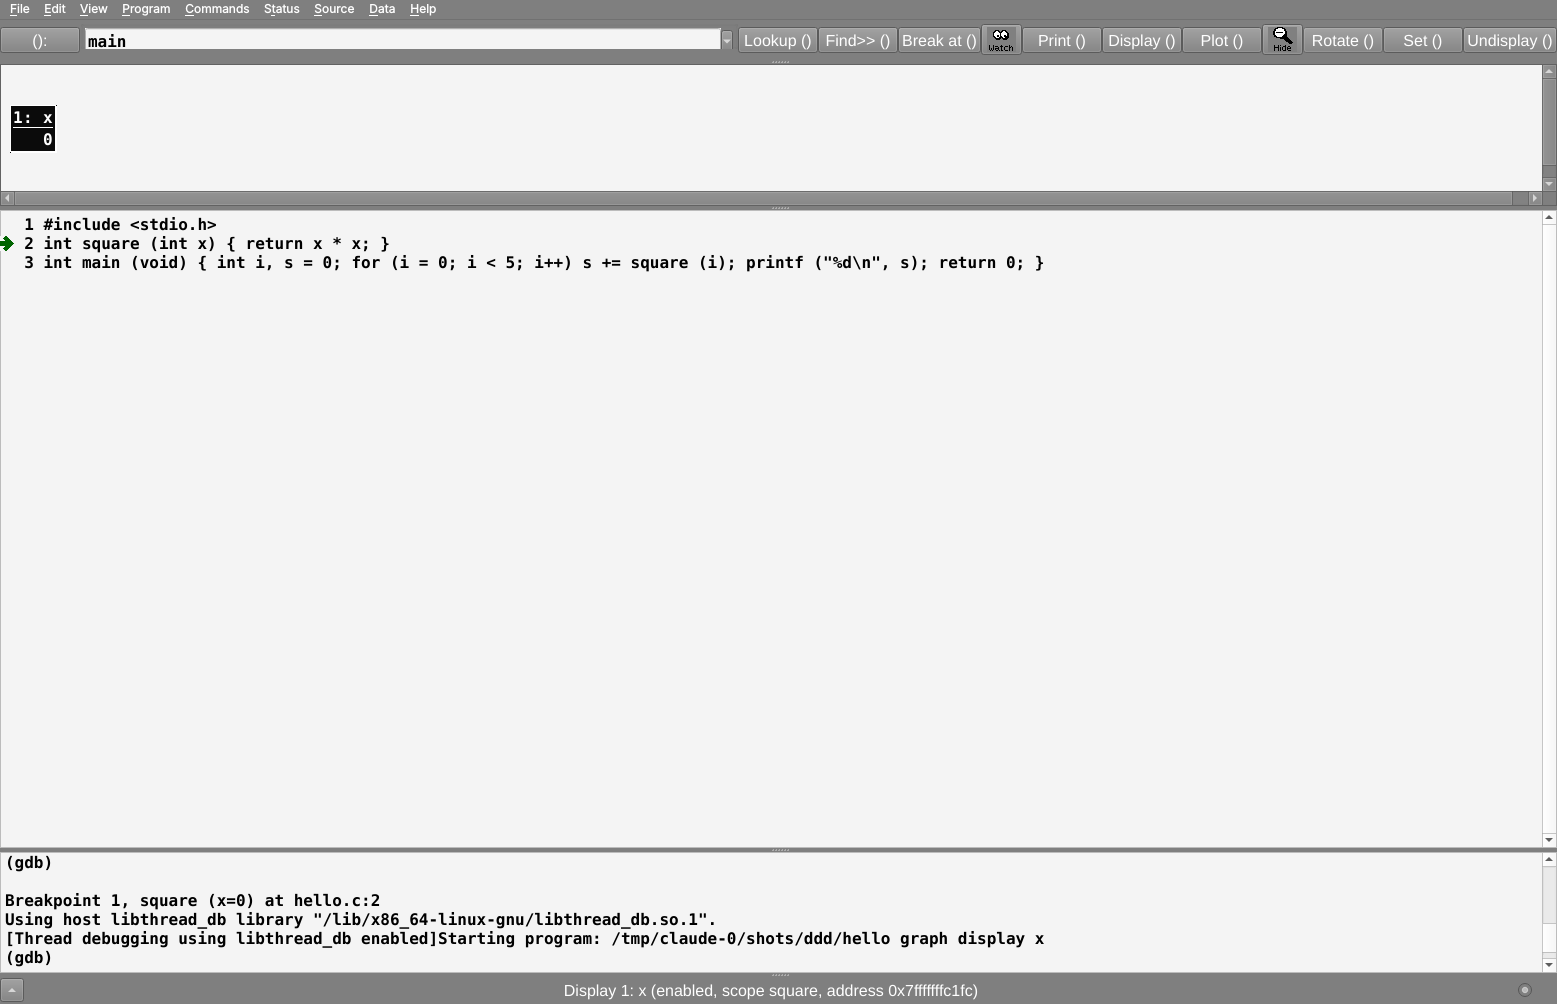 File Edit View Program Commands Status Source Data Help
(): main Lookup () Find>> () Break at () Watch Print () Display () Plot () Hide Rotate () Set () Undisplay ()
1: x
0
1 #include <stdio.h>
2 int square (int x) { return x * x; }
3 int main (void) { int i, s = 0; for (i = 0; i < 5; i++) s += square (i); printf ("%d\n", s); return 0; }
(gdb)
Breakpoint 1, square (x=0) at hello.c:2
Using host libthread_db library "/lib/x86_64-linux-gnu/libthread_db.so.1".
[Thread debugging using libthread_db enabled]Starting program: /tmp/claude-0/shots/ddd/hello graph display x
(gdb)
Display 1: x (enabled, scope square, address 0x7fffffffc1fc)